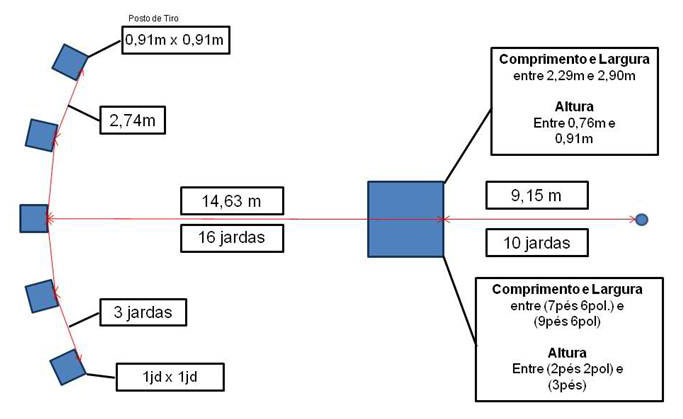 Posto de Tiro
0,91m x 0,91m
2,74m
14,63 m
16 jardas
3 jardas
1jd x 1jd
Comprimento e Largura
entre 2,29m e 2,90m
Altura
Entre 0,76m e
0,91m
9,15 m
10 jardas
Comprimento e Largura
entre (7pés 6pol.) e
(9pés 6pol)
Altura
Entre (2pés 2pol) e
(3pés)